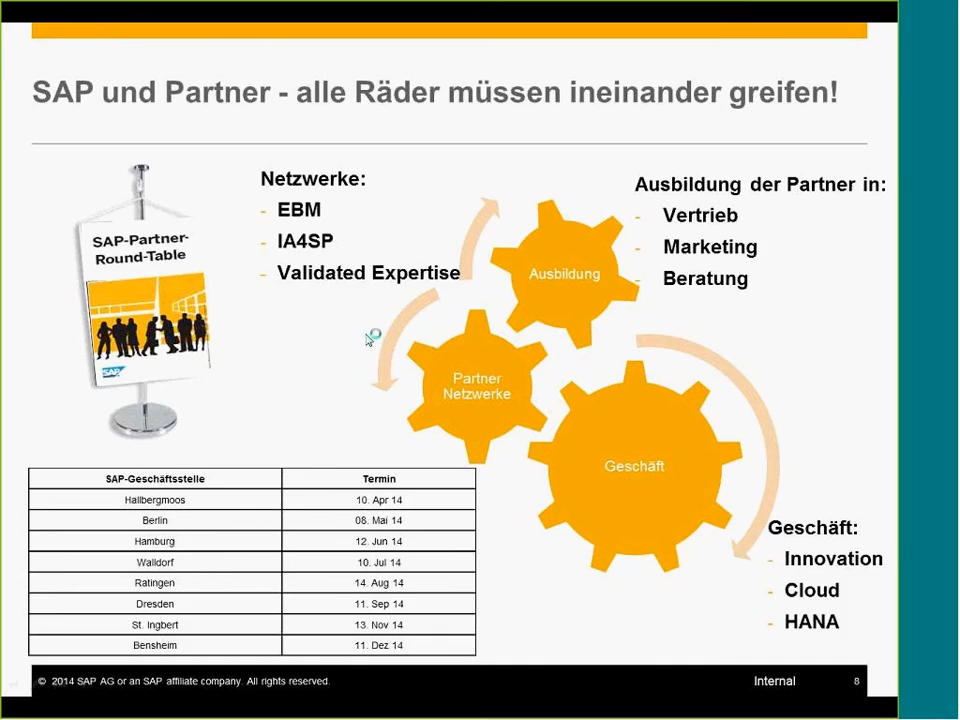 SAP und Partner - alle Räder müssen ineinander greifen!
SAP-Partner-
Round-Table
SAP
Netzwerke:
- EBM
- IA4SP
- Validated Expertise
Ausbildung der Partner in:
- Vertrieb
- Marketing
- Beratung
Ausbildung
Partner
Netzwerke
Geschäft
Geschäft:
- Innovation
- Cloud
- HANA
SAP-Geschäftsstelle Termin
Hallbergmoos 10. Apr 14
Berlin 08. Mai 14
Hamburg 12. Jun 14
Walldorf 10. Jul 14
Ratingen 14. Aug 14
Dresden 11. Sep 14
St. Ingbert 13. Nov 14
Bensheim 11. Dez 14
© 2014 SAP AG or an SAP affiliate company. All rights reserved. Internal 8